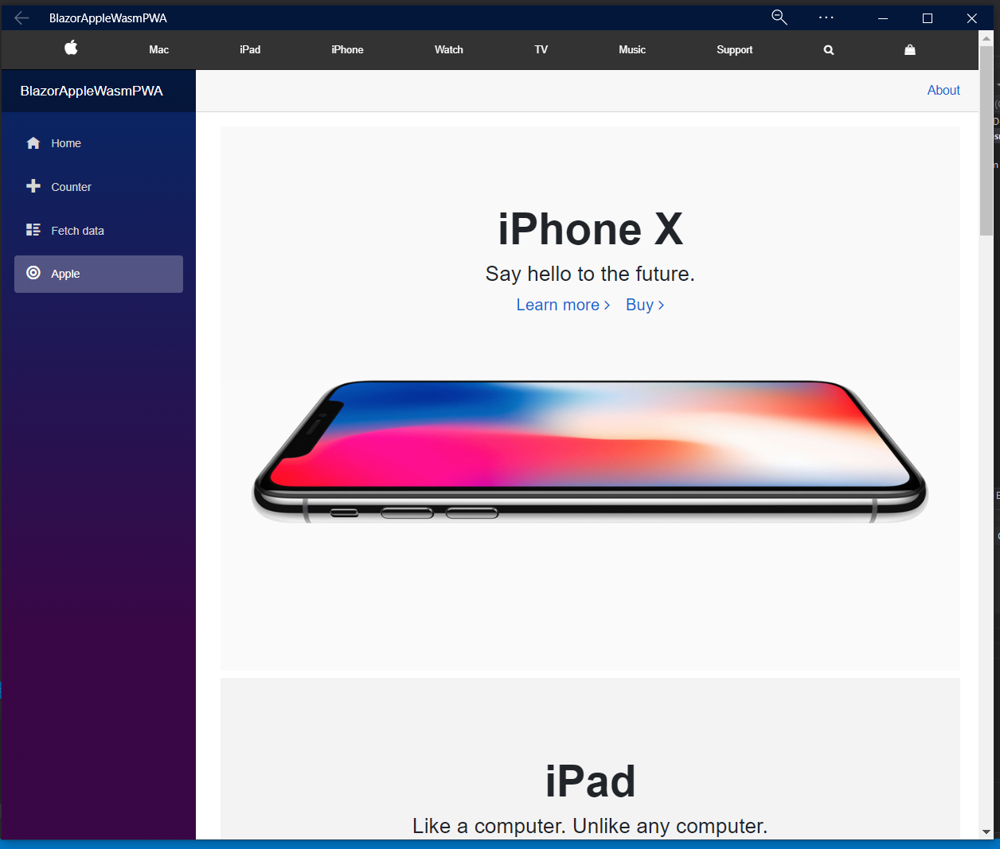 BlazorAppleWasmPWA
Mac iPad iPhone Watch TV Music Support
BlazorAppleWasmPWA
About
Home
Counter
Fetch data
Apple
iPhone X
Say hello to the future.
Learn more > Buy >
iPad
Like a computer. Unlike any computer.